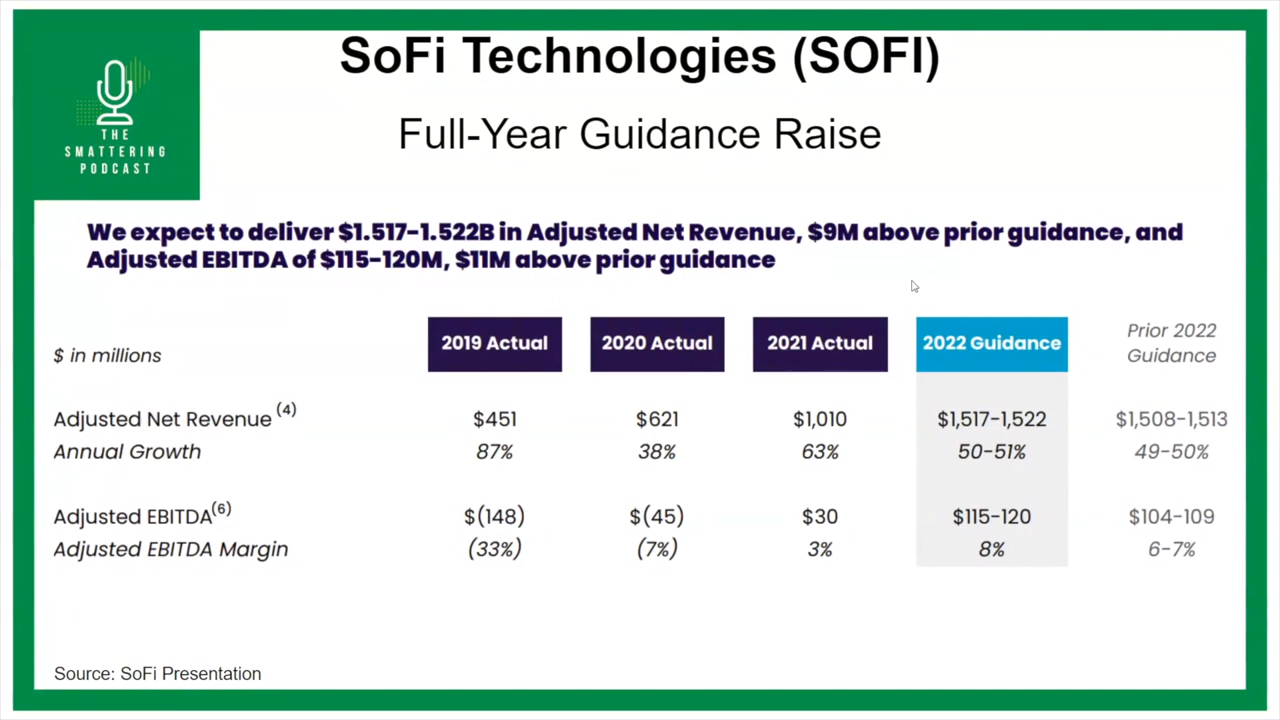 SoFi Technologies (SOFI)
Full-Year Guidance Raise
THE
SMATTERING
PODCAST
We expect to deliver $1.517-1.522B in Adjusted Net Revenue, $9M above prior guidance, and
Adjusted EBITDA of $115-120M, $11M above prior guidance
$ in millions 2019 Actual 2020 Actual 2021 Actual 2022 Guidance Prior 2022 Guidance
Adjusted Net Revenue (4) $451 $621 $1,010 $1,517-1,522 $1,508-1,513
Annual Growth 87% 38% 63% 50-51% 49-50%
Adjusted EBITDA(6) $(148) $(45) $30 $115-120 $104-109
Adjusted EBITDA Margin (33%) (7%) 3% 8% 6-7%
Source: SoFi Presentation